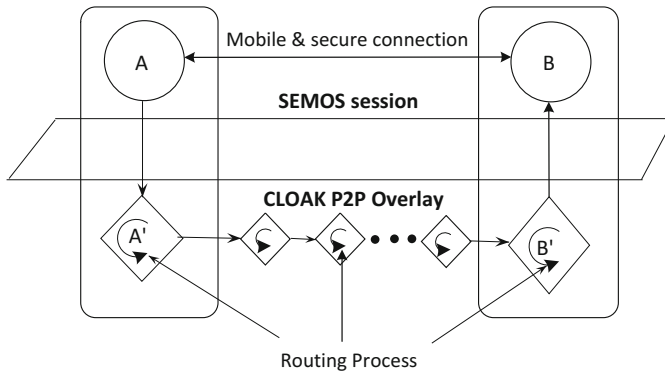 Mobile & secure connection
A
B
SEMOS session
CLOAK P2P Overlay
A'
B'
Routing Process